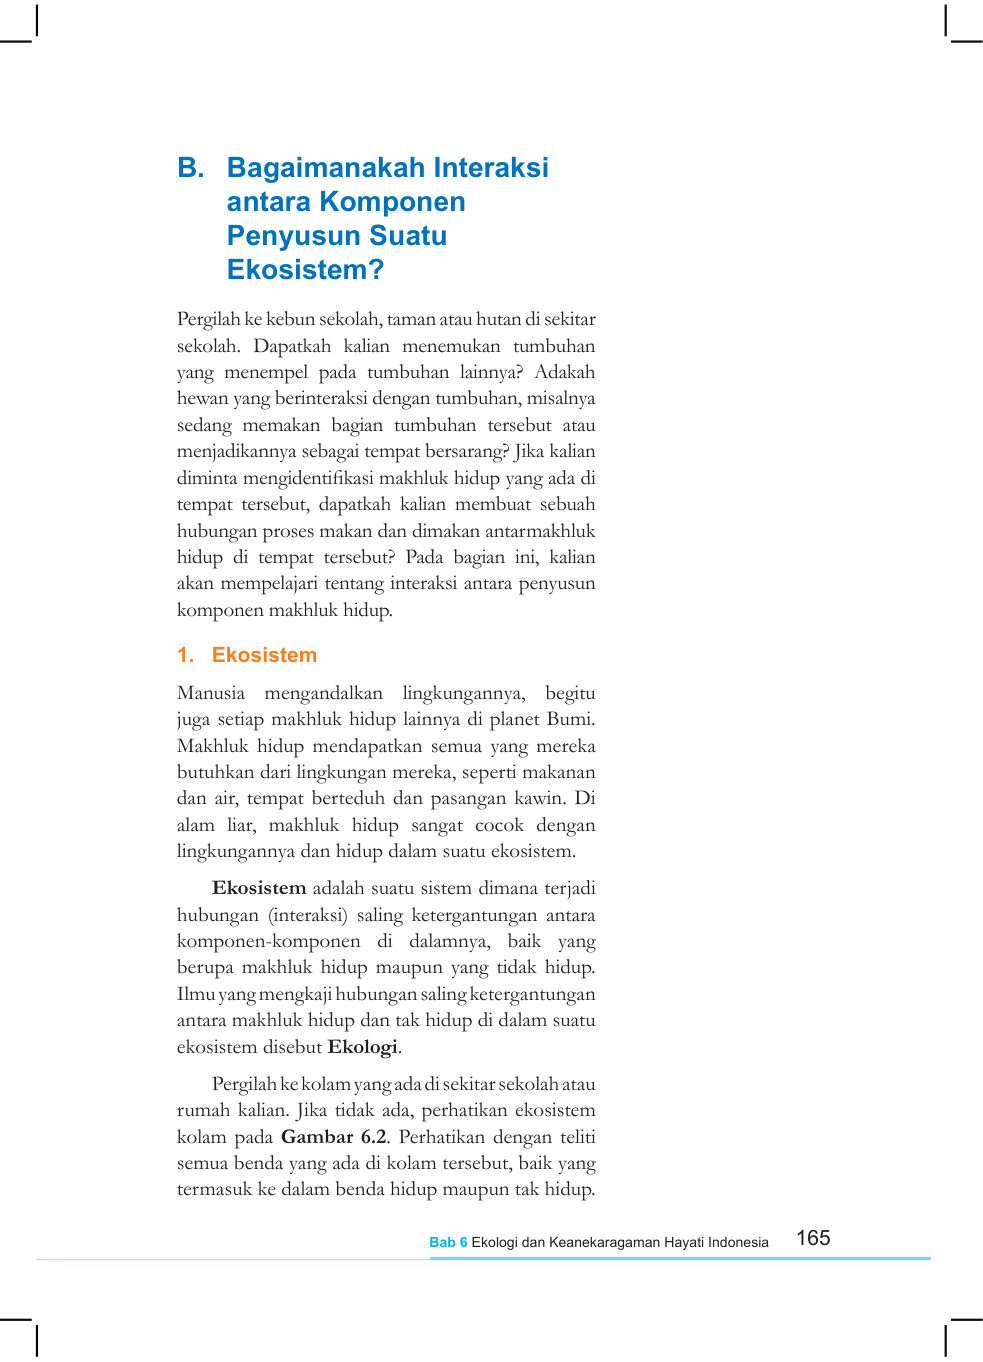 B. Bagaimanakah Interaksi
antara Komponen
Penyusun Suatu
Ekosistem?
Pergilah ke kebun sekolah, taman atau hutan di sekitar
sekolah. Dapatkah kalian menemukan tumbuhan
yang menempel pada tumbuhan lainnya? Adakah
hewan yang berinteraksi dengan tumbuhan, misalnya
sedang memakan bagian tumbuhan tersebut atau
menjadikannya sebagai tempat bersarang? Jika kalian
diminta mengidentifikasi makhluk hidup yang ada di
tempat tersebut, dapatkah kalian membuat sebuah
hubungan proses makan dan dimakan antarmakhluk
hidup di tempat tersebut? Pada bagian ini, kalian
akan mempelajari tentang interaksi antara penyusun
komponen makhluk hidup.
1. Ekosistem
Manusia mengandalkan lingkungannya, begitu
juga setiap makhluk hidup lainnya di planet Bumi.
Makhluk hidup mendapatkan semua yang mereka
butuhkan dari lingkungan mereka, seperti makanan
dan air, tempat berteduh dan pasangan kawin. Di
alam liar, makhluk hidup sangat cocok dengan
lingkungannya dan hidup dalam suatu ekosistem.
Ekosistem adalah suatu sistem dimana terjadi
hubungan (interaksi) saling ketergantungan antara
komponen-komponen di dalamnya, baik yang
berupa makhluk hidup maupun yang tidak hidup.
Ilmu yang mengkaji hubungan saling ketergantungan
antara makhluk hidup dan tak hidup di dalam suatu
ekosistem disebut Ekologi.
Pergilah ke kolam yang ada di sekitar sekolah atau
rumah kalian. Jika tidak ada, perhatikan ekosistem
kolam pada Gambar 6.2. Perhatikan dengan teliti
semua benda yang ada di kolam tersebut, baik yang
termasuk ke dalam benda hidup maupun tak hidup.
Bab 6 Ekologi dan Keanekaragaman Hayati Indonesia 165